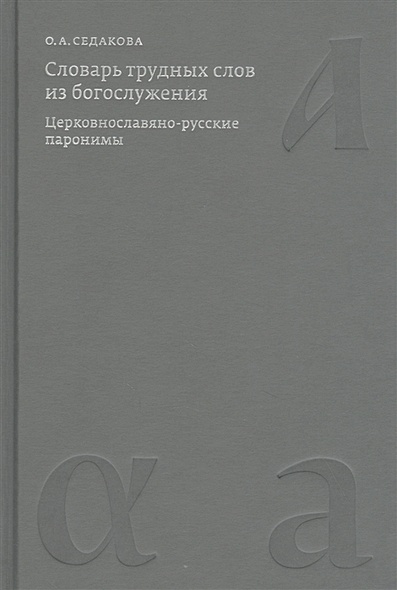 О. А. СЕДАКОВА
Словарь трудных слов
из богослужения
Церковнославяно-русские
паронимы
А
α а